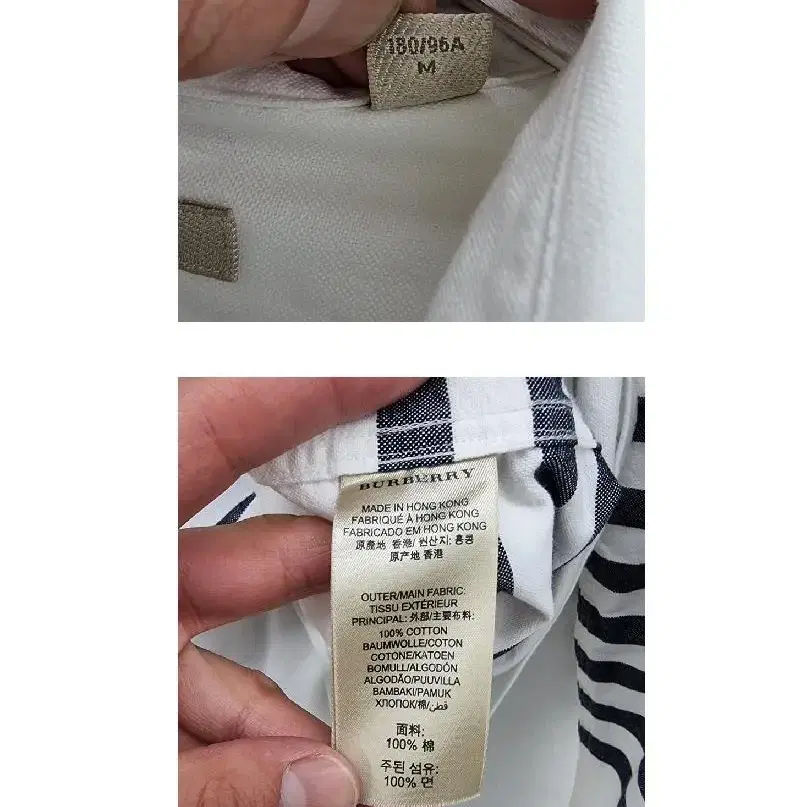 180/96A
M
BURBERRY
MADE IN HONG KONG
FABRIQUÉ À HONG KONG
FABRICADO EM HONG KONG
原產地 香港/ 원산지: 홍콩
原产地 香港
OUTER/MAIN FABRIC:
TISSU EXTÉRIEUR
PRINCIPAL: 外部/主要布料:
100% COTTON
BAUMWOLLE/COTON
COTONE/KATOEN
BOMULL/ALGODÓN
ALGODÃO/PUUVILLA
BAMBAKI/PAMUK
ХЛОПОК/棉/قطن
面料:
100% 棉
주된 섬유:
100% 면